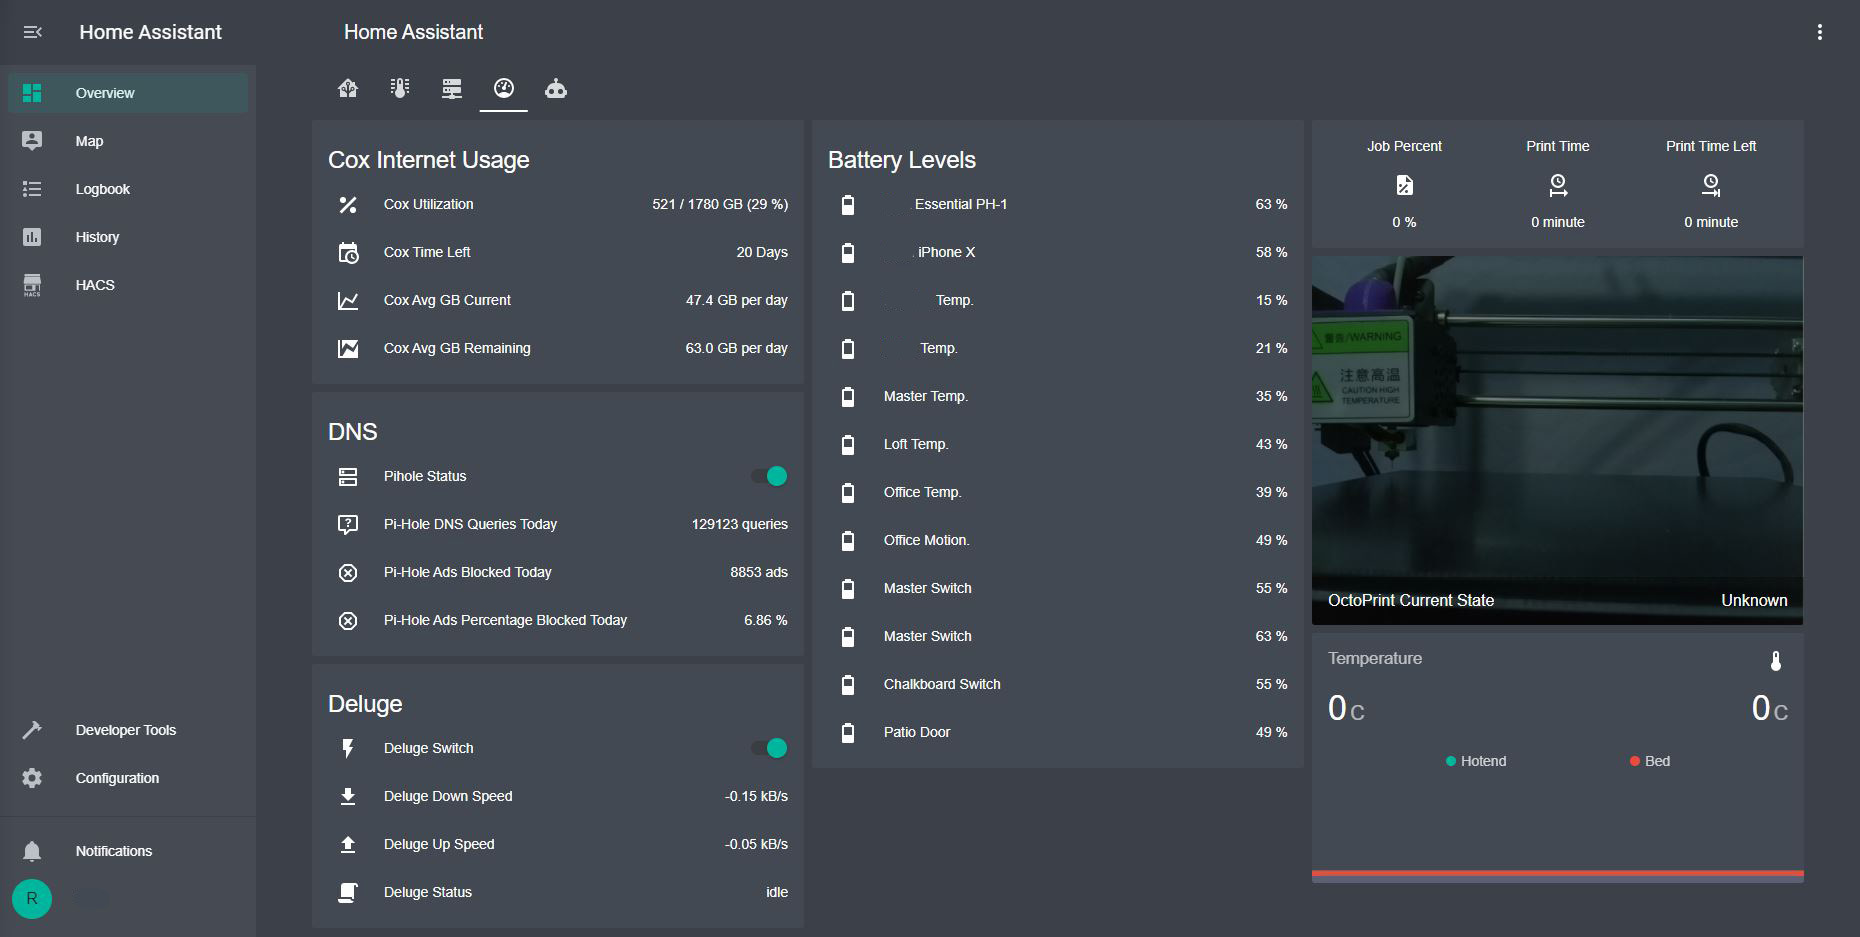 Home Assistant
Home Assistant
Overview
Map
Logbook
History
HACS
HACS
Developer Tools
Configuration
Notifications
R
Cox Internet Usage
Cox Utilization 521 / 1780 GB (29 %)
Cox Time Left 20 Days
Cox Avg GB Current 47.4 GB per day
Cox Avg GB Remaining 63.0 GB per day
DNS
Pihole Status
Pi-Hole DNS Queries Today 129123 queries
Pi-Hole Ads Blocked Today 8853 ads
Pi-Hole Ads Percentage Blocked Today 6.86 %
Deluge
Deluge Switch
Deluge Down Speed -0.15 kB/s
Deluge Up Speed -0.05 kB/s
Deluge Status idle
Battery Levels
Essential PH-1 63 %
iPhone X 58 %
Temp. 15 %
Temp. 21 %
Master Temp. 35 %
Loft Temp. 43 %
Office Temp. 39 %
Office Motion. 49 %
Master Switch 55 %
Master Switch 63 %
Chalkboard Switch 55 %
Patio Door 49 %
Job Percent Print Time Print Time Left
0 % 0 minute 0 minute
警告/WARNING
注意高温
CAUTION HIGH
TEMPERATURE
OctoPrint Current State Unknown
Temperature
0 C 0 C
Hotend Bed